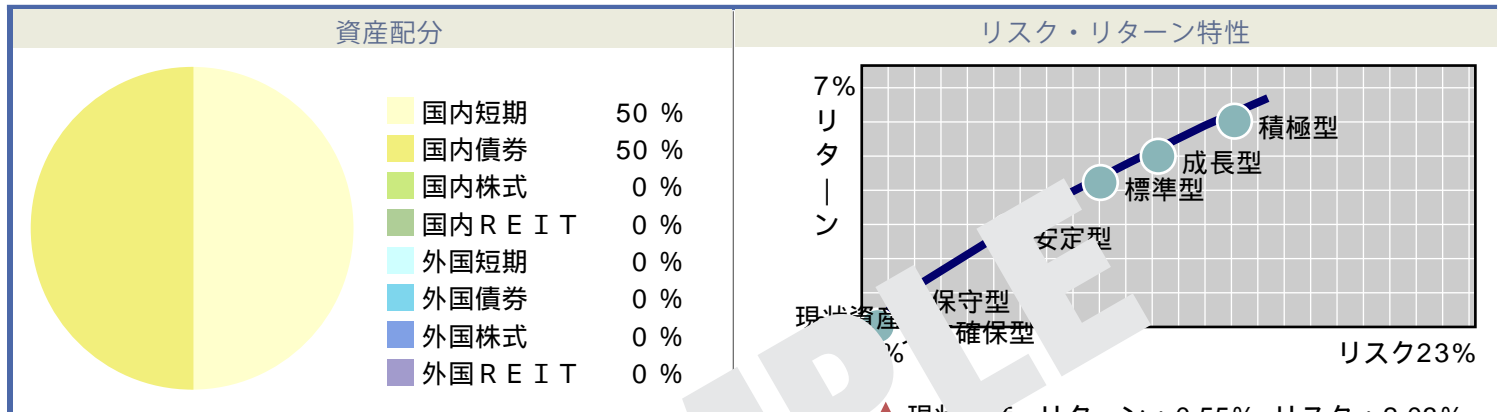 資産配分
国内短期 50 %
国内債券 50 %
国内株式 0 %
国内ＲＥＩＴ 0 %
外国短期 0 %
外国債券 0 %
外国株式 0 %
外国ＲＥＩＴ 0 %
リスク・リターン特性
7%
リターン
積極型
成長型
標準型
安定型
保守型
現状資産
確保型
%
リスク23%